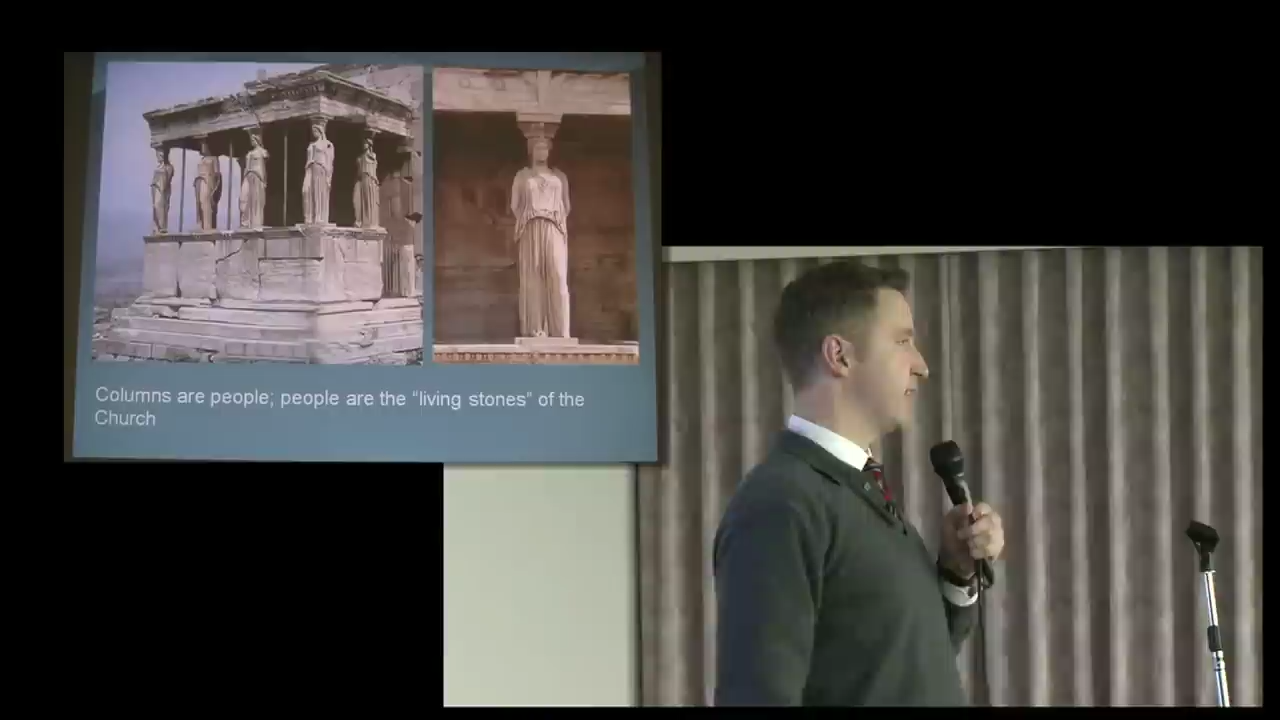 Columns are people; people are the “living stones” of the
Church